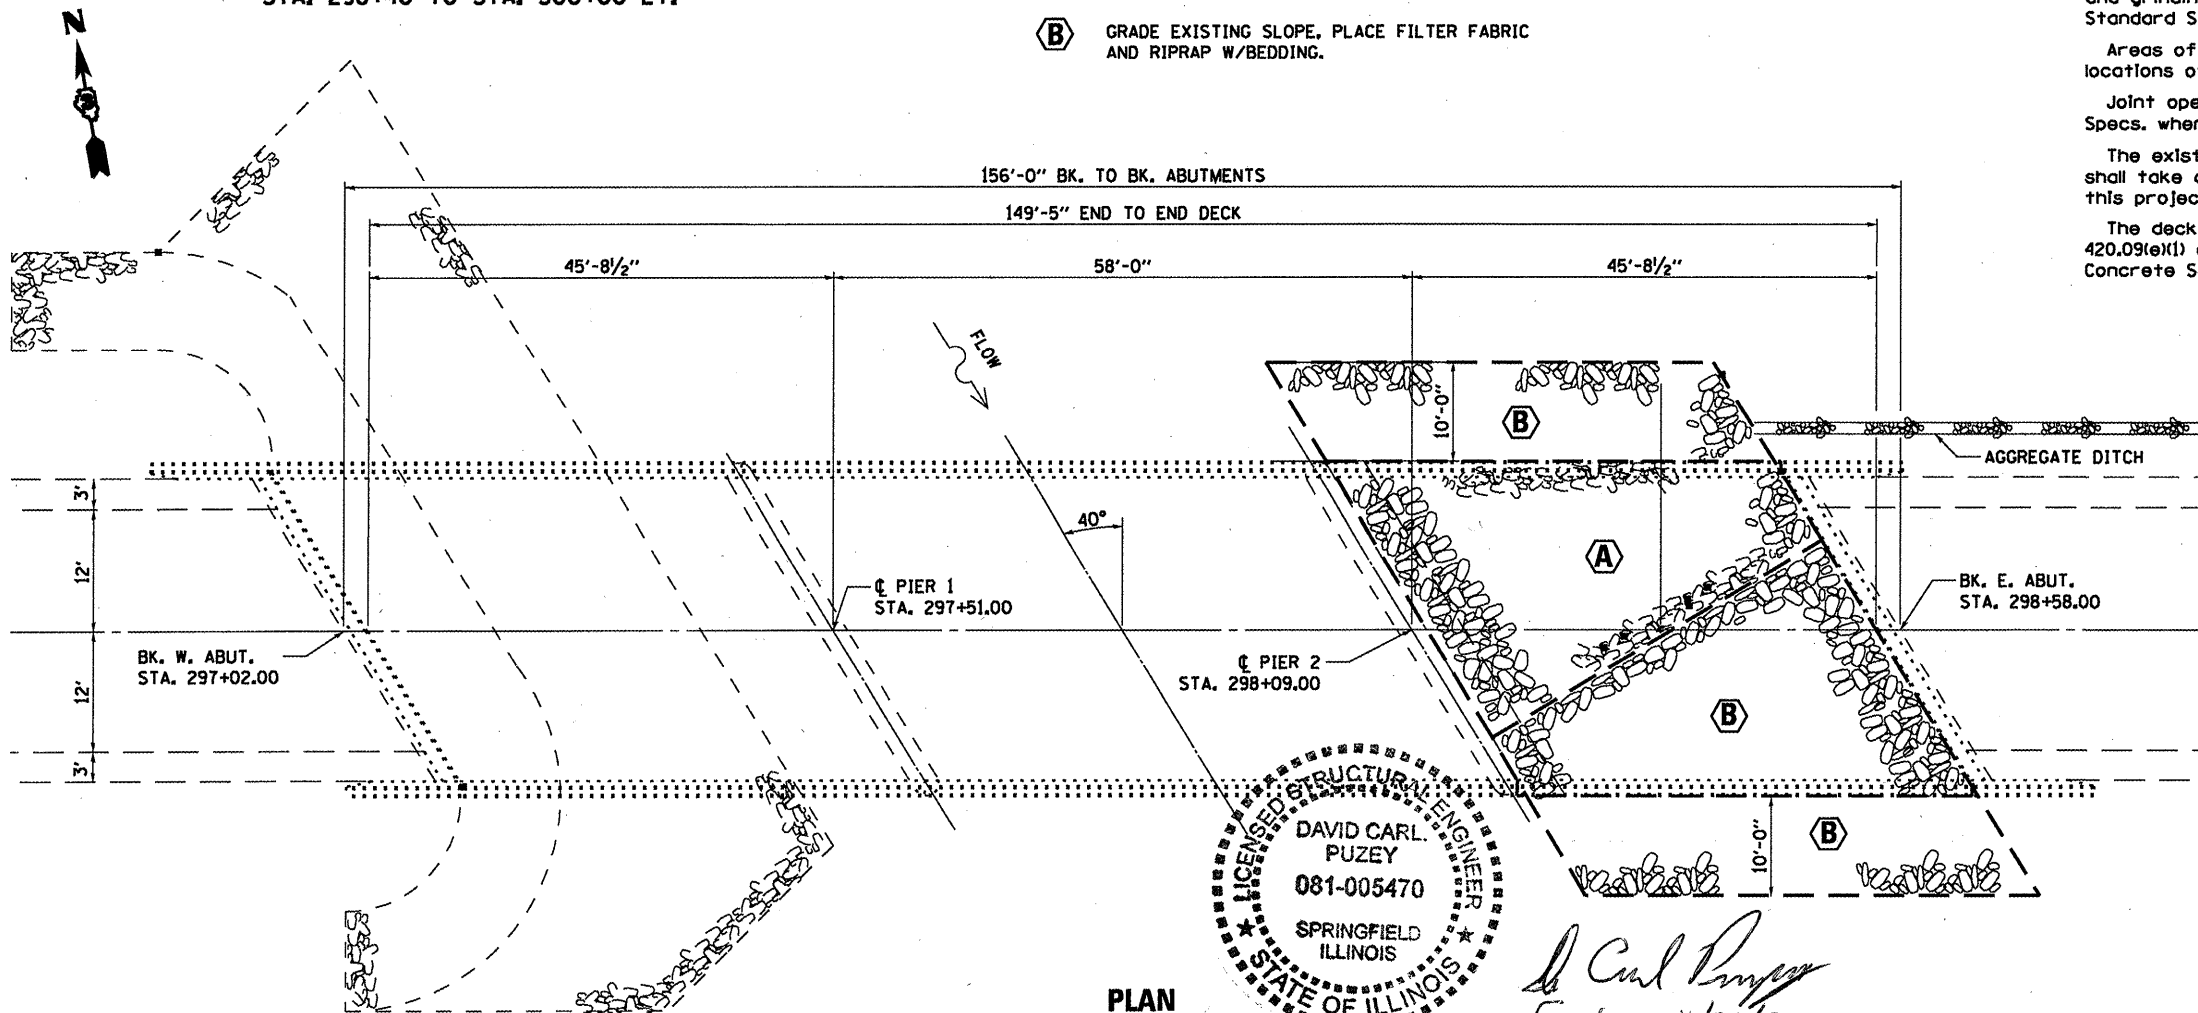 N
B GRADE EXISTING SLOPE, PLACE FILTER FABRIC
AND RIPRAP W/BEDDING.
Standard S
Areas of
locations o
Joint ope
Specs. when
The exist
shall take
this projec
The deck
420.09(e)(1)
Concrete S
156'-0" BK. TO BK. ABUTMENTS
149'-5" END TO END DECK
45'-8½"
58'-0"
45'-8½"
FLOW
10'-0"
B
AGGREGATE DITCH
3'
12'
12'
3'
40°
A
℄ PIER 1
STA. 297+51.00
BK. E. ABUT.
STA. 298+58.00
BK. W. ABUT.
STA. 297+02.00
℄ PIER 2
STA. 298+09.00
B
10'-0"
B
LICENSED STRUCTURAL ENGINEER
DAVID CARL.
PUZEY
081-005470
SPRINGFIELD
ILLINOIS
STATE OF ILLINOIS
PLAN